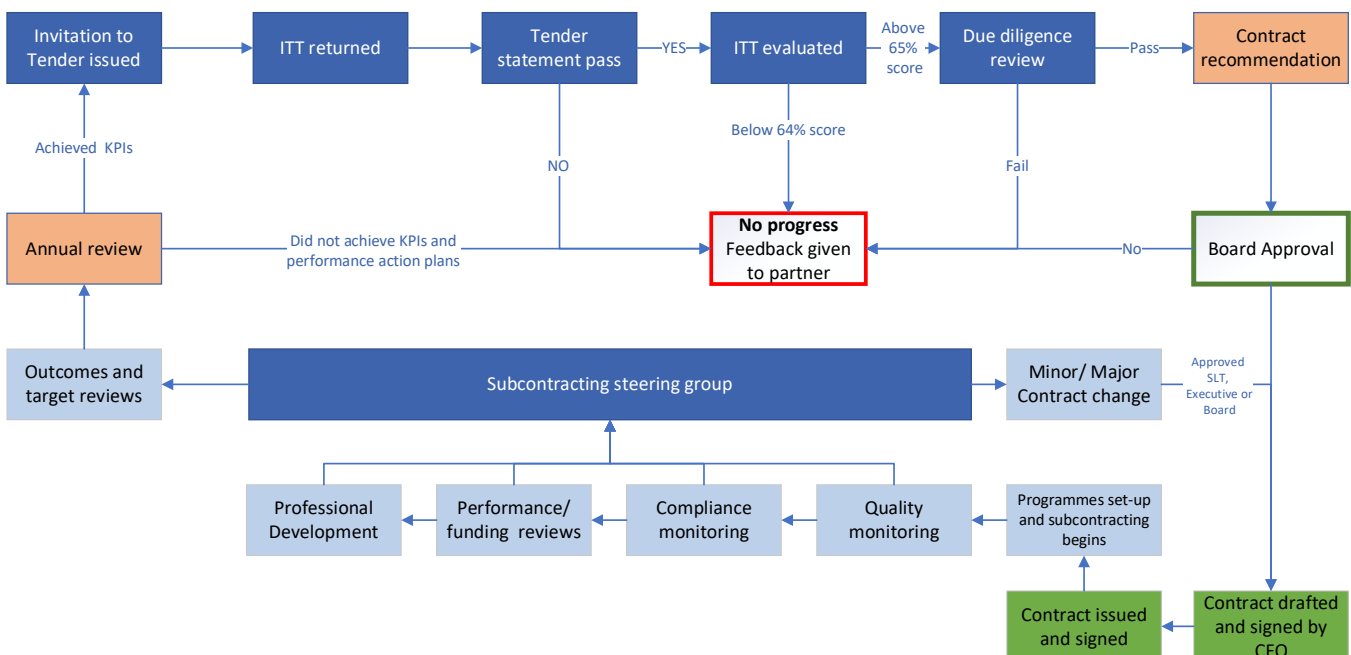 Invitation to
Tender issued
ITT returned
Tender
statement pass
YES
ITT evaluated
Above
65%
score
Due diligence
review
Pass
Contract
recommendation
Achieved KPIs
NO
Below 64% score
Fail
Annual review
Did not achieve KPIs and
performance action plans
No progress
Feedback given
to partner
No
Board Approval
Outcomes and
target reviews
Subcontracting steering group
Minor/ Major
Contract change
Approved
SLT,
Executive or
Board
Professional
Development
Performance/
funding reviews
Compliance
monitoring
Quality
monitoring
Programmes set-up
and subcontracting
begins
Contract issued
and signed
Contract drafted
and signed by
CEO